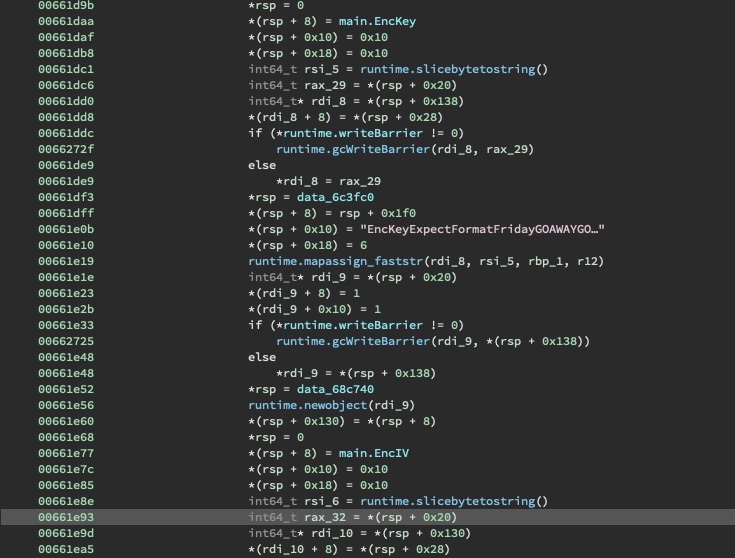 00661d9b *rsp = 0
00661daa *(rsp + 8) = main.EncKey
00661daf *(rsp + 0x10) = 0x10
00661db8 *(rsp + 0x18) = 0x10
00661dc1 int64_t rsi_5 = runtime.slicebytetostring()
00661dc6 int64_t rax_29 = *(rsp + 0x20)
00661dd0 int64_t* rdi_8 = *(rsp + 0x138)
00661dd8 *(rdi_8 + 8) = *(rsp + 0x28)
00661ddc if (*runtime.writeBarrier != 0)
0066272f runtime.gcWriteBarrier(rdi_8, rax_29)
00661de9 else
00661de9 *rdi_8 = rax_29
00661df3 *rsp = data_6c3fc0
00661dff *(rsp + 8) = rsp + 0x1f0
00661e0b *(rsp + 0x10) = "EncKeyExpectFormatFridayGOAWAYGO…"
00661e10 *(rsp + 0x18) = 6
00661e19 runtime.mapassign_faststr(rdi_8, rsi_5, rbp_1, r12)
00661e1e int64_t* rdi_9 = *(rsp + 0x20)
00661e23 *(rdi_9 + 8) = 1
00661e2b *(rdi_9 + 0x10) = 1
00661e33 if (*runtime.writeBarrier != 0)
00662725 runtime.gcWriteBarrier(rdi_9, *(rsp + 0x138))
00661e48 else
00661e48 *rdi_9 = *(rsp + 0x138)
00661e52 *rsp = data_68c740
00661e56 runtime.newobject(rdi_9)
00661e60 *(rsp + 0x130) = *(rsp + 8)
00661e68 *rsp = 0
00661e77 *(rsp + 8) = main.EncIV
00661e7c *(rsp + 0x10) = 0x10
00661e85 *(rsp + 0x18) = 0x10
00661e8e int64_t rsi_6 = runtime.slicebytetostring()
00661e93 int64_t rax_32 = *(rsp + 0x20)
00661e9d int64_t* rdi_10 = *(rsp + 0x130)
00661ea5 *(rdi_10 + 8) = *(rsp + 0x28)